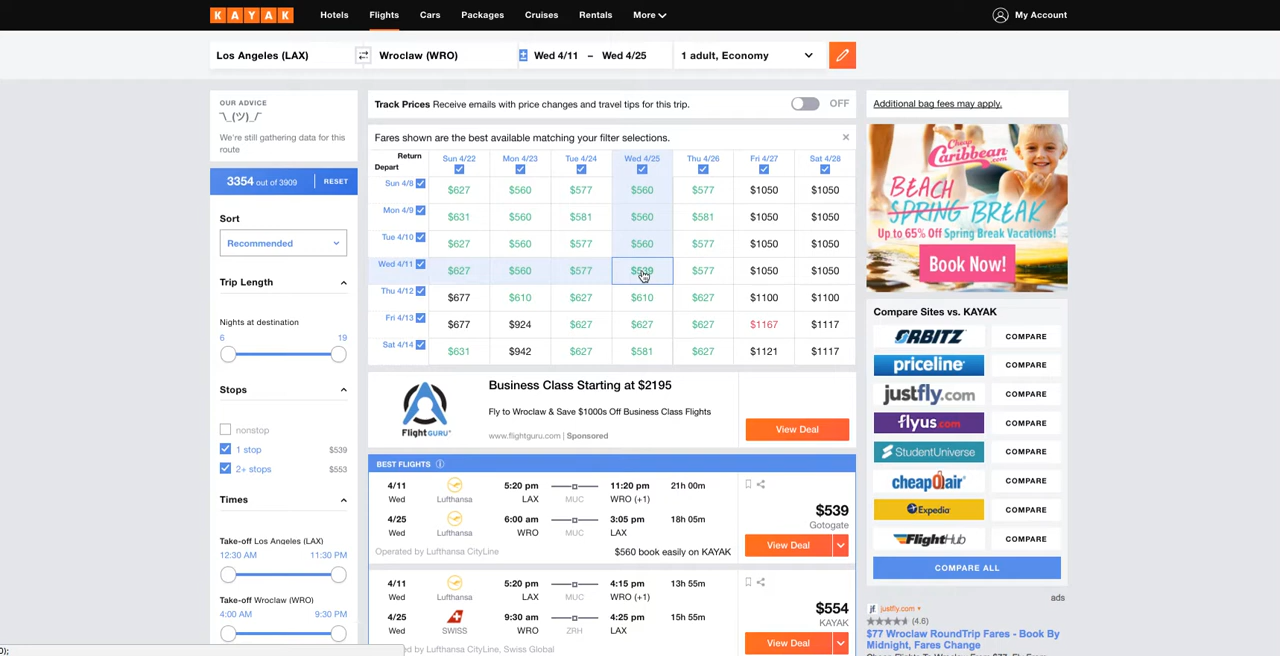 KAYAK Hotels Flights Cars Packages Cruises Rentals More My Account
Los Angeles (LAX) Wroclaw (WRO) Wed 4/11 – Wed 4/25 1 adult, Economy
OUR ADVICE
¯\_(ツ)_/¯
We're still gathering data for this
route
3354 out of 3909 RESET
Sort
Recommended
Trip Length
Nights at destination
6 19
Stops
nonstop
1 stop $539
2+ stops $553
Times
Take-off Los Angeles (LAX)
12:30 AM 11:30 PM
Take-off Wroclaw (WRO)
4:00 AM 9:30 PM
0);
Track Prices Receive emails with price changes and travel tips for this trip. OFF
Fares shown are the best available matching your filter selections. ×
Return
Depart
Sun 4/22 Mon 4/23 Tue 4/24 Wed 4/25 Thu 4/26 Fri 4/27 Sat 4/28
Sun 4/8 $627 $560 $577 $560 $577 $1050 $1050
Mon 4/9 $631 $560 $581 $560 $581 $1050 $1050
Tue 4/10 $627 $560 $577 $560 $577 $1050 $1050
Wed 4/11 $627 $560 $577 $539 $577 $1050 $1050
Thu 4/12 $677 $610 $627 $610 $627 $1100 $1100
Fri 4/13 $677 $924 $627 $627 $627 $1167 $1117
Sat 4/14 $631 $942 $627 $581 $627 $1121 $1117
FLIGHTGURU
Business Class Starting at $2195
Fly to Wroclaw & Save $1000s Off Business Class Flights
www.flightguru.com | Sponsored
View Deal
BEST FLIGHTS
4/11 5:20 pm 11:20 pm 21h 00m
Wed Lufthansa LAX MUC WRO (+1)
4/25 6:00 am 3:05 pm 18h 05m
Wed Lufthansa WRO MUC LAX
Operated by Lufthansa CityLine $560 book easily on KAYAK
$539
Gotogate
View Deal
4/11 5:20 pm 4:15 pm 13h 55m
Wed Lufthansa LAX MUC WRO (+1)
4/25 9:30 am 4:25 pm 15h 55m
Wed SWISS WRO ZRH LAX
ed by Lufthansa CityLine, Swiss Global
$554
KAYAK
View Deal
Additional bag fees may apply.
Cheap
Caribbean.com
BEACH
SPRING BREAK
Up to 65% Off Spring Break Vacations!
Book Now!
Compare Sites vs. KAYAK
ORBITZ COMPARE
priceline COMPARE
justfly.com COMPARE
flyus.com COMPARE
StudentUniverse COMPARE
cheapOair COMPARE
Expedia COMPARE
FlightHub COMPARE
COMPARE ALL
ads
jf justfly.com
(4.6)
$77 Wroclaw RoundTrip Fares - Book By
Midnight, Fares Change